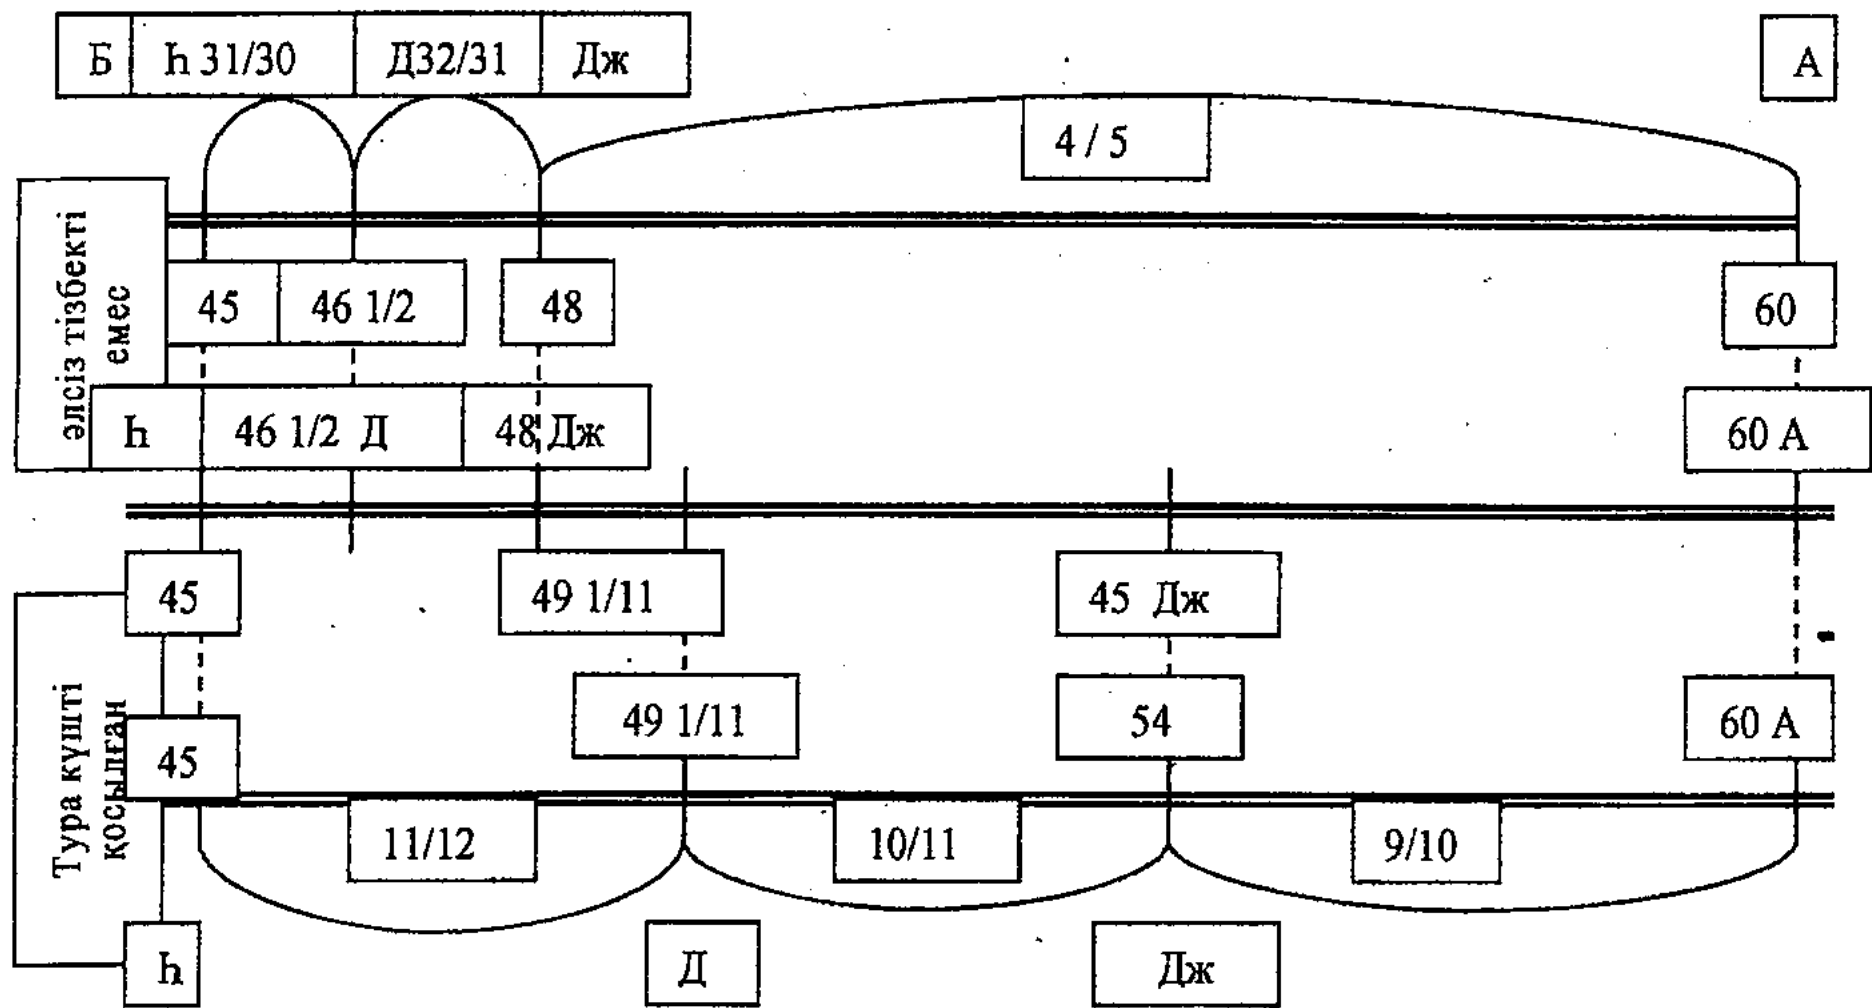 Б h 31/30 Д32/31 Дж А
4 / 5
әлсіз тізбекті
емес
45 46 1/2 48 60
h 46 1/2 Д 48 Дж 60 А
45 49 1/11 45 Дж
49 1/11 54 60 А
45
Тура күшті
қосылған
11/12 10/11 9/10
h Д Дж